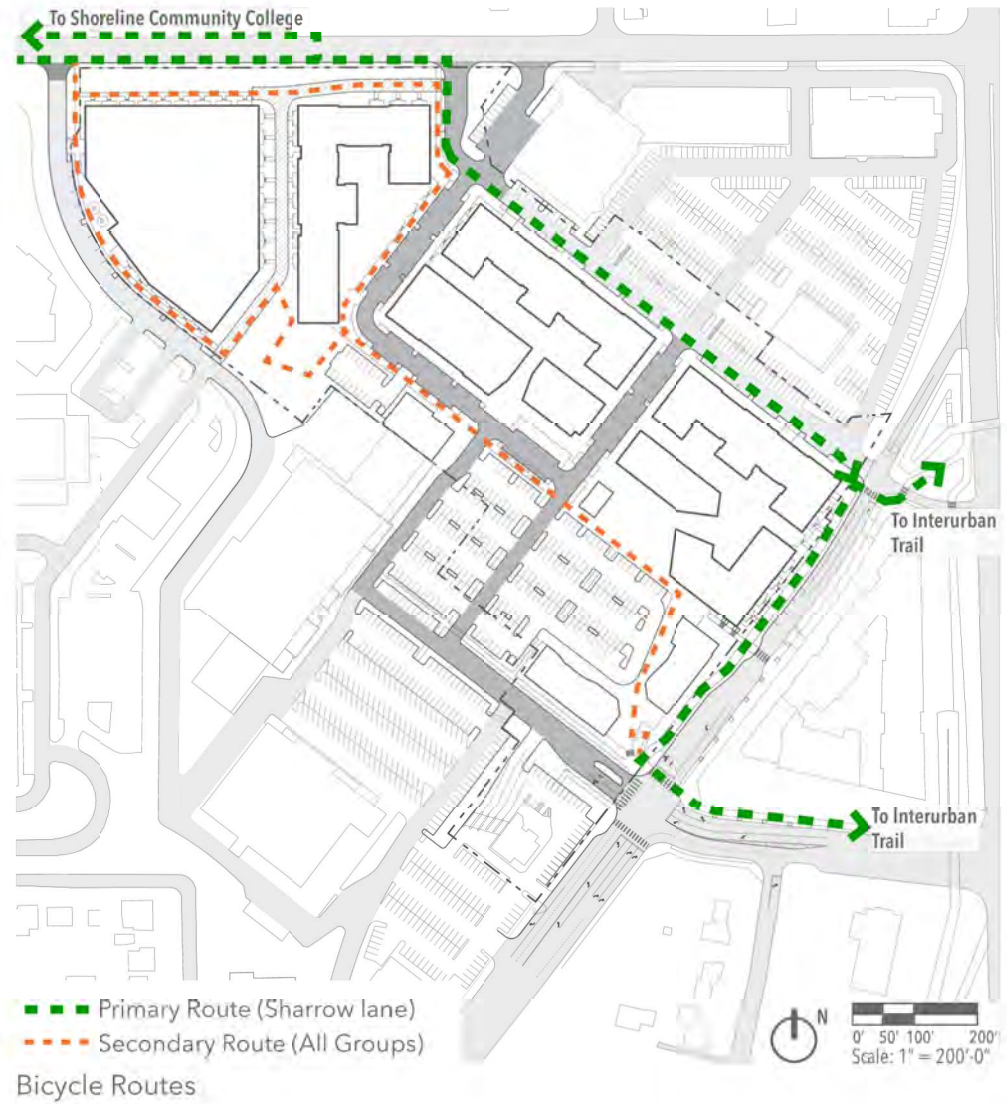 To Shoreline Community College
To Interurban
Trail
To Interurban
Trail
Primary Route (Sharrow lane)
Secondary Route (All Groups)
Bicycle Routes
N
0' 50' 100' 200'
Scale: 1" = 200'-0"